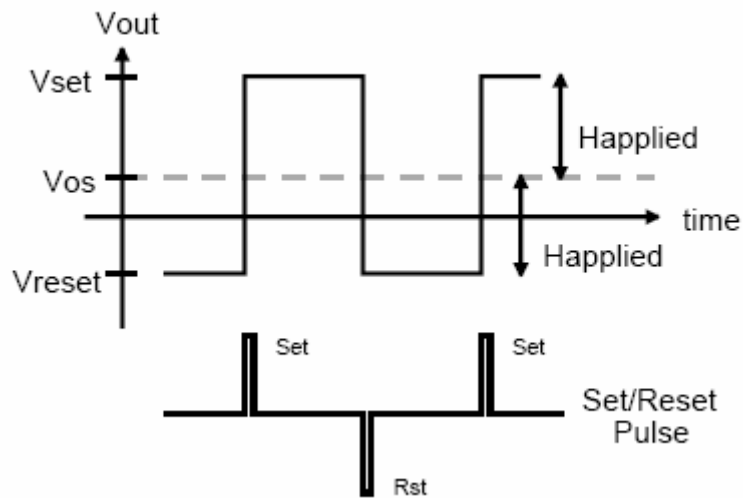 Vout
Vset
Happlied
Vos
time
Happlied
Vreset
Set
Set
Set/Reset
Pulse
Rst